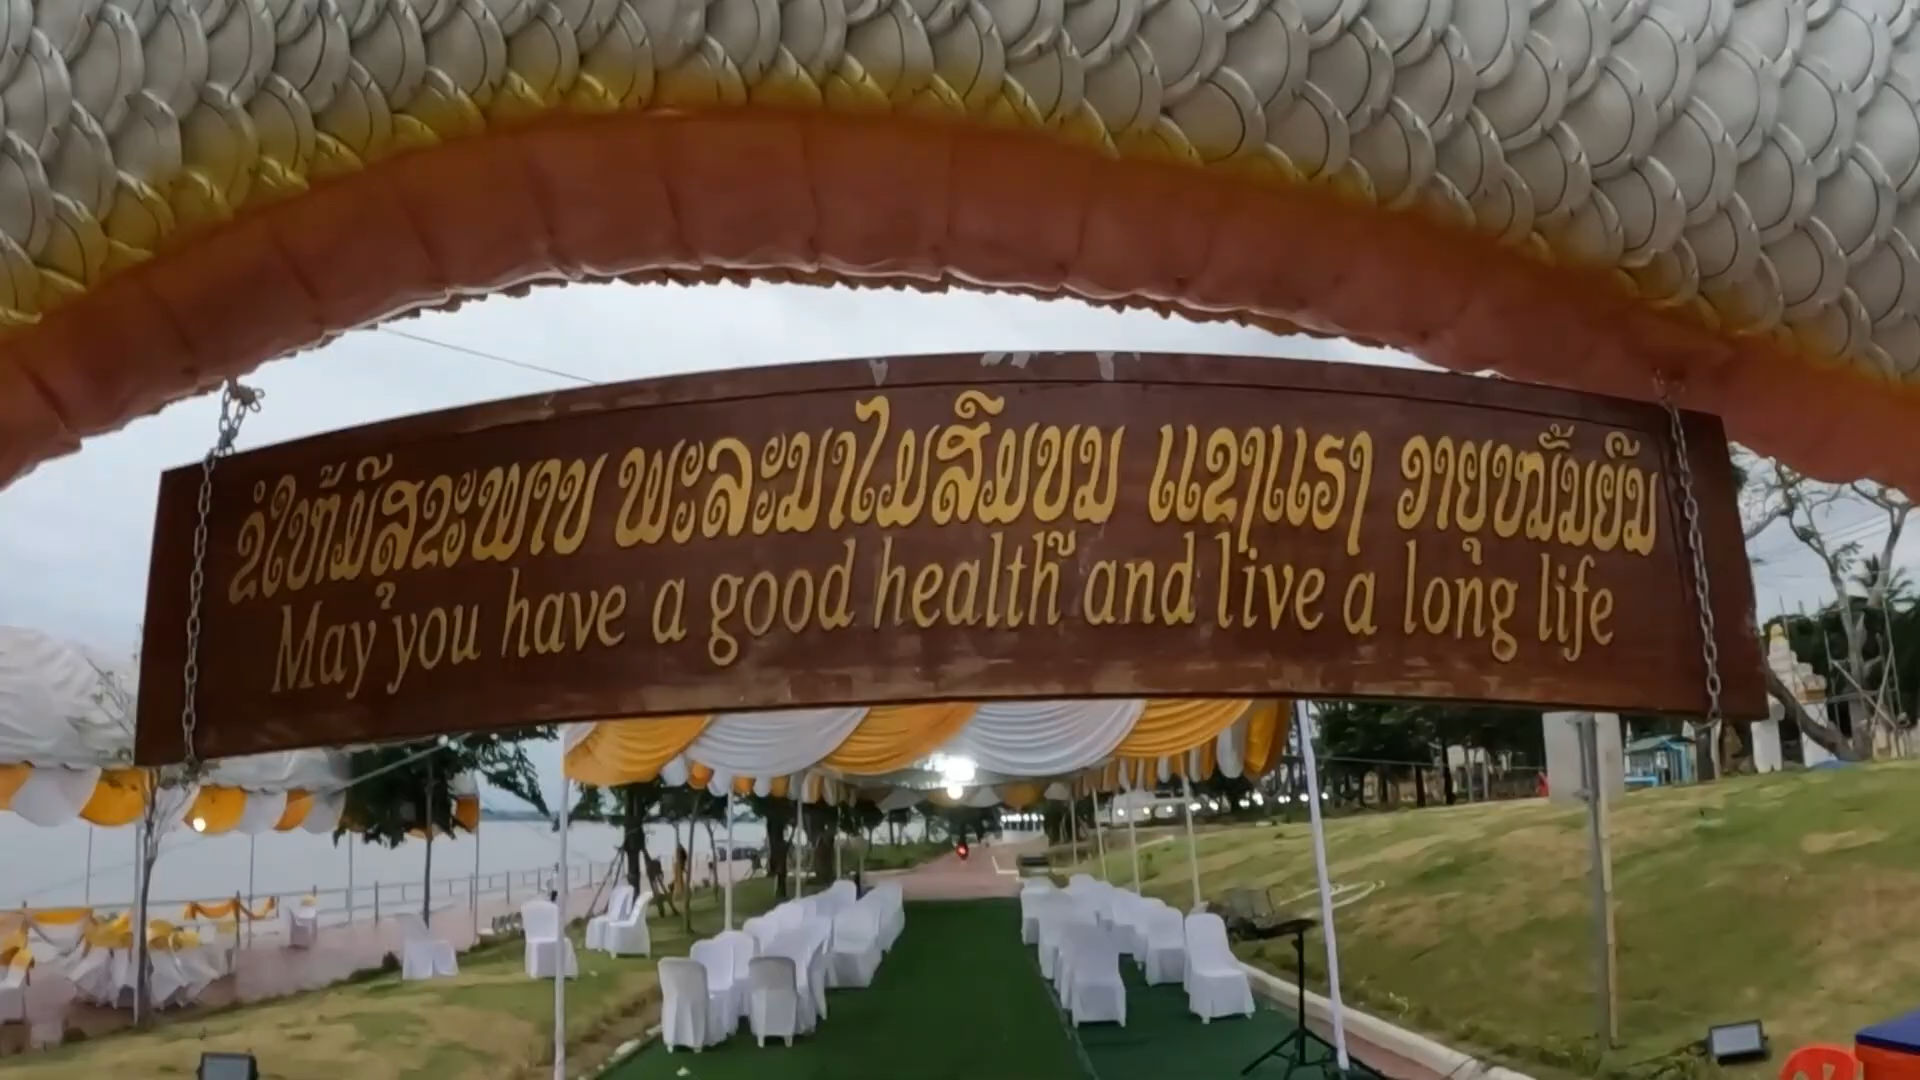 ຂໍໃຫ້ມີສຸຂະພາບ ພະລະນາໄມສົມບູນ ແຂງແຮງ ອາຍຸຫມັ້ນຍືນ
May you have a good health and live a long life